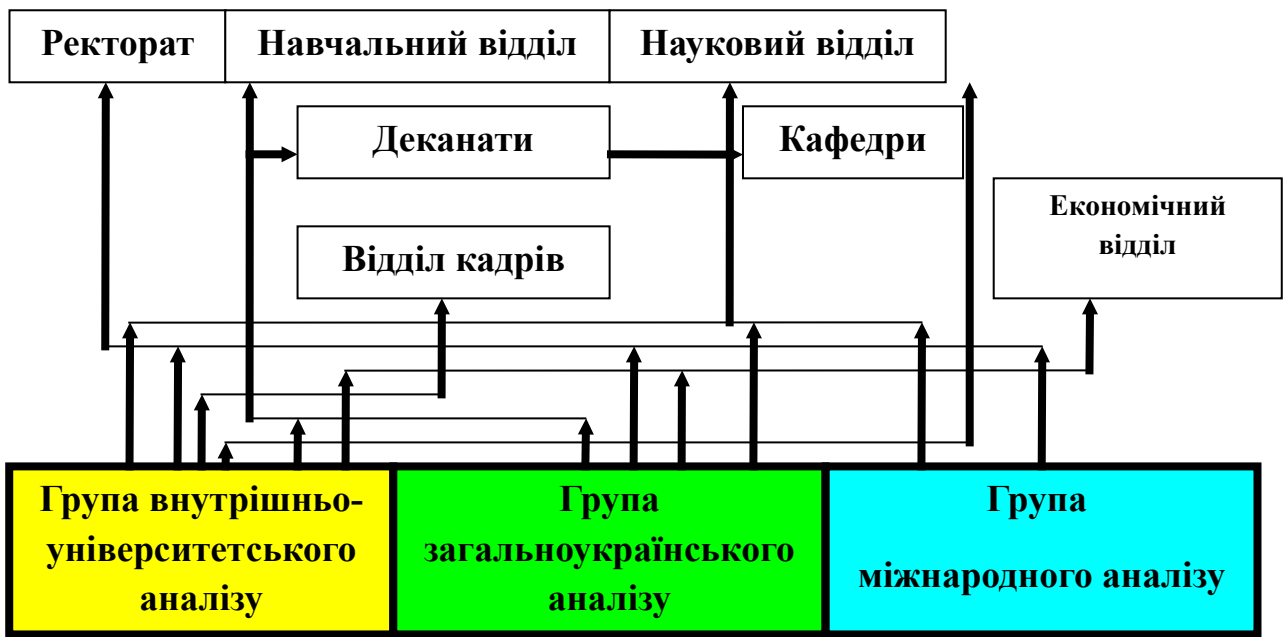 Ректорат
Навчальний відділ
Науковий відділ
Деканати
Кафедри
Економічний
відділ
Відділ кадрів
Група внутрішньо-
університетського
аналізу
Група
загальноукраїнського
аналізу
Група
міжнародного аналізу